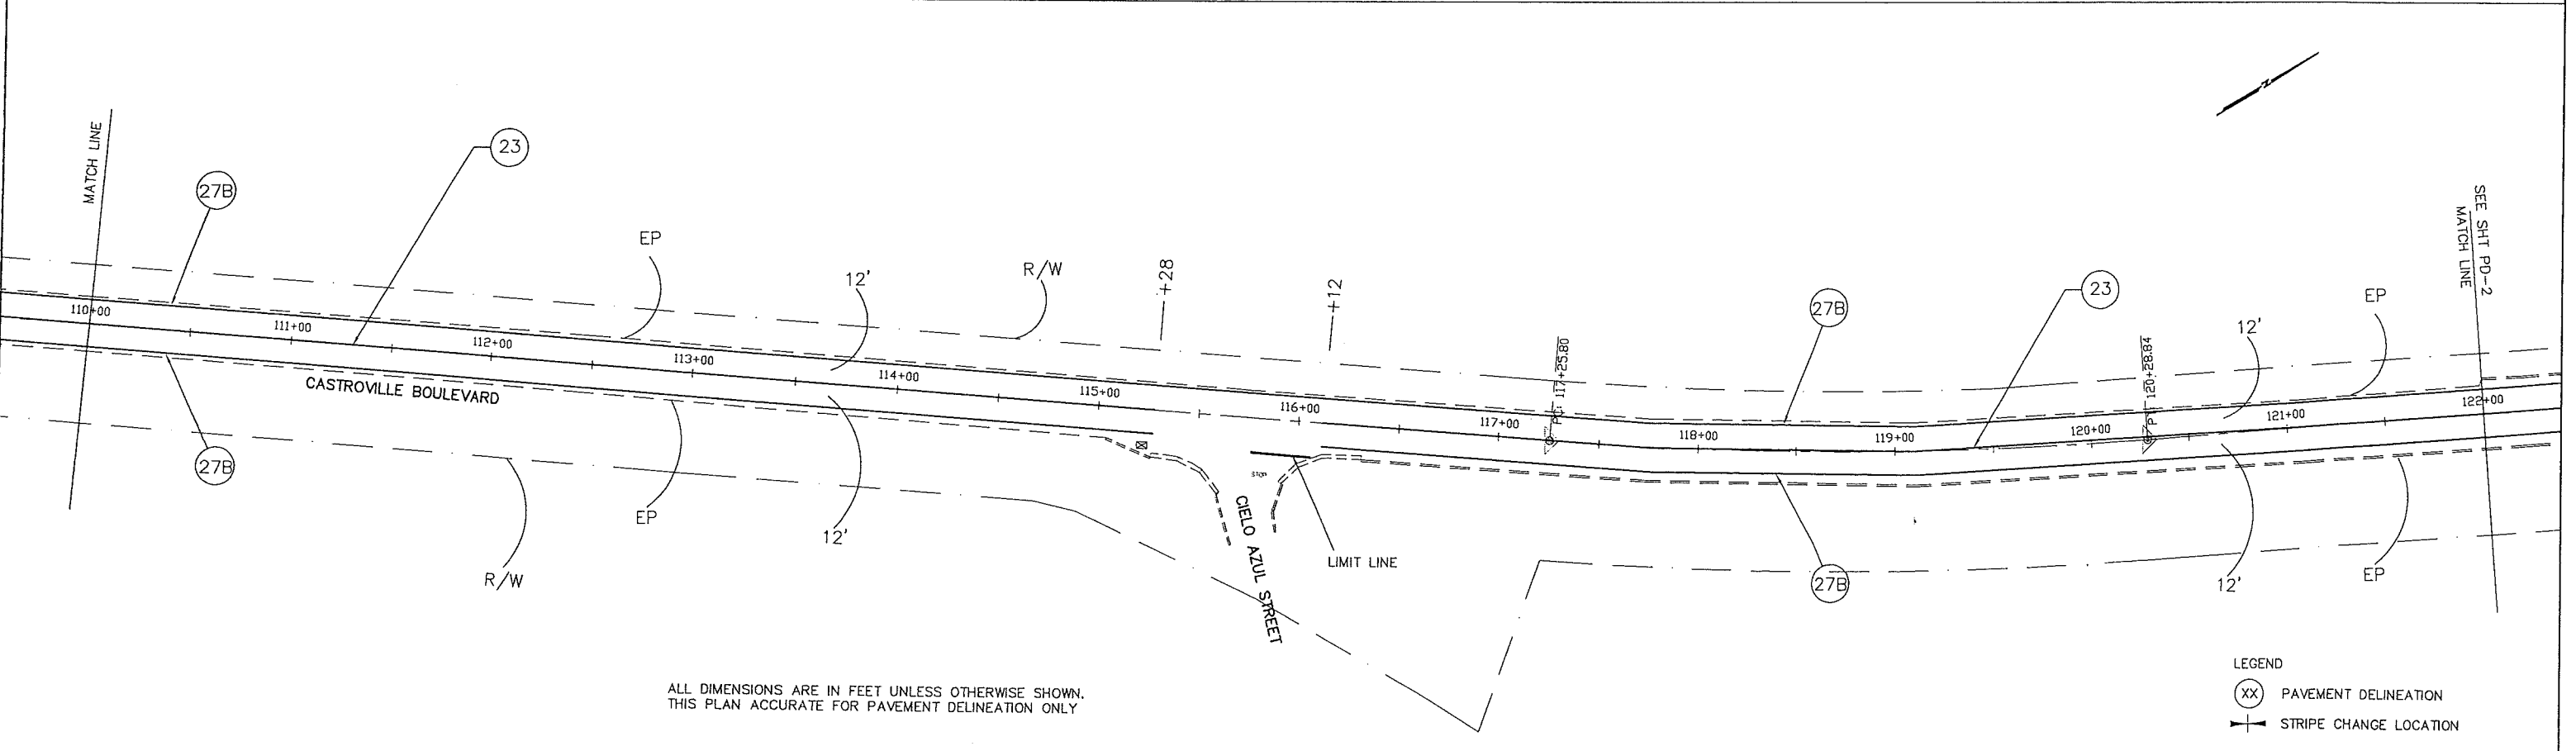 MATCH LINE
27B
23
EP
12'
R/W
+28
+12
117+25.80
27B
23
120+28.84
12'
EP
SEE SHT PD-2
MATCH LINE
110+00
111+00
112+00
113+00
114+00
115+00
116+00
117+00
118+00
119+00
120+00
121+00
122+00
CASTROVILLE BOULEVARD
27B
R/W
EP
12'
STOP
CIELO AZUL STREET
LIMIT LINE
27B
12'
EP
ALL DIMENSIONS ARE IN FEET UNLESS OTHERWISE SHOWN.
THIS PLAN ACCURATE FOR PAVEMENT DELINEATION ONLY
LEGEND
XX PAVEMENT DELINEATION
STRIPE CHANGE LOCATION